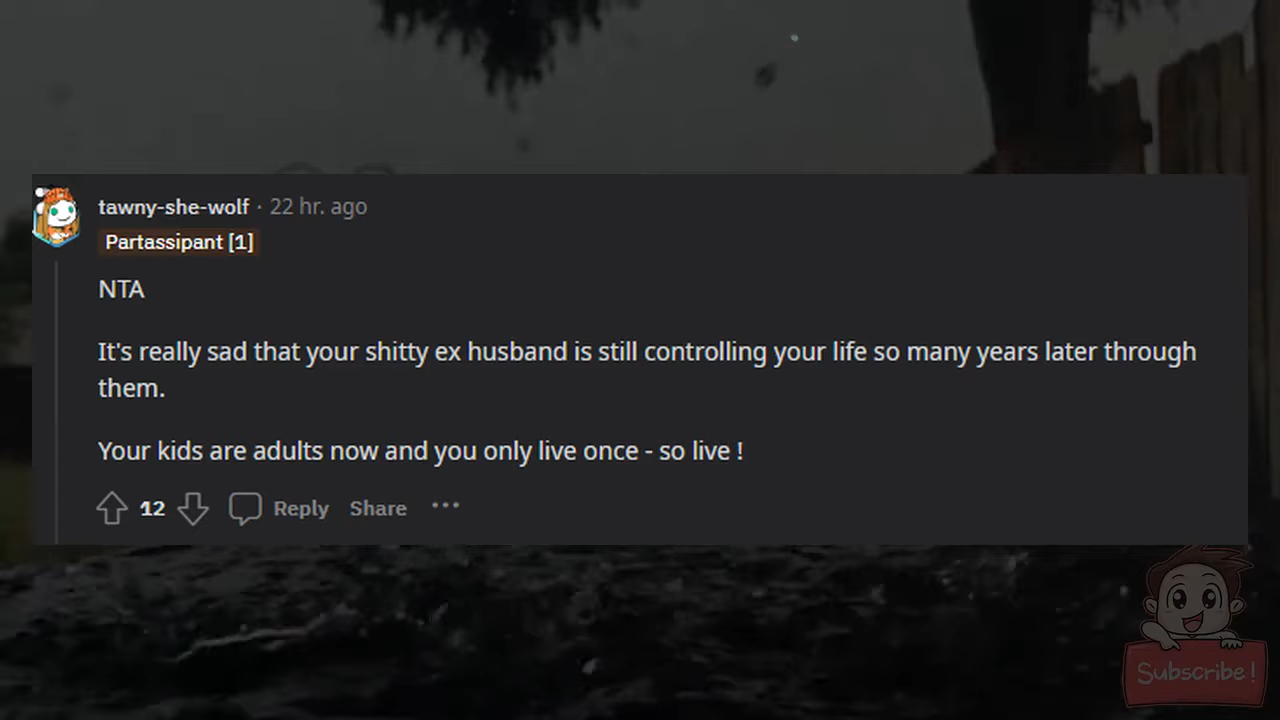 tawny-she-wolf · 22 hr. ago
Partassipant [1]
NTA
It's really sad that your shitty ex husband is still controlling your life so many years later through
them.
Your kids are adults now and you only live once - so live !
12 Reply Share ···
Subscribe!